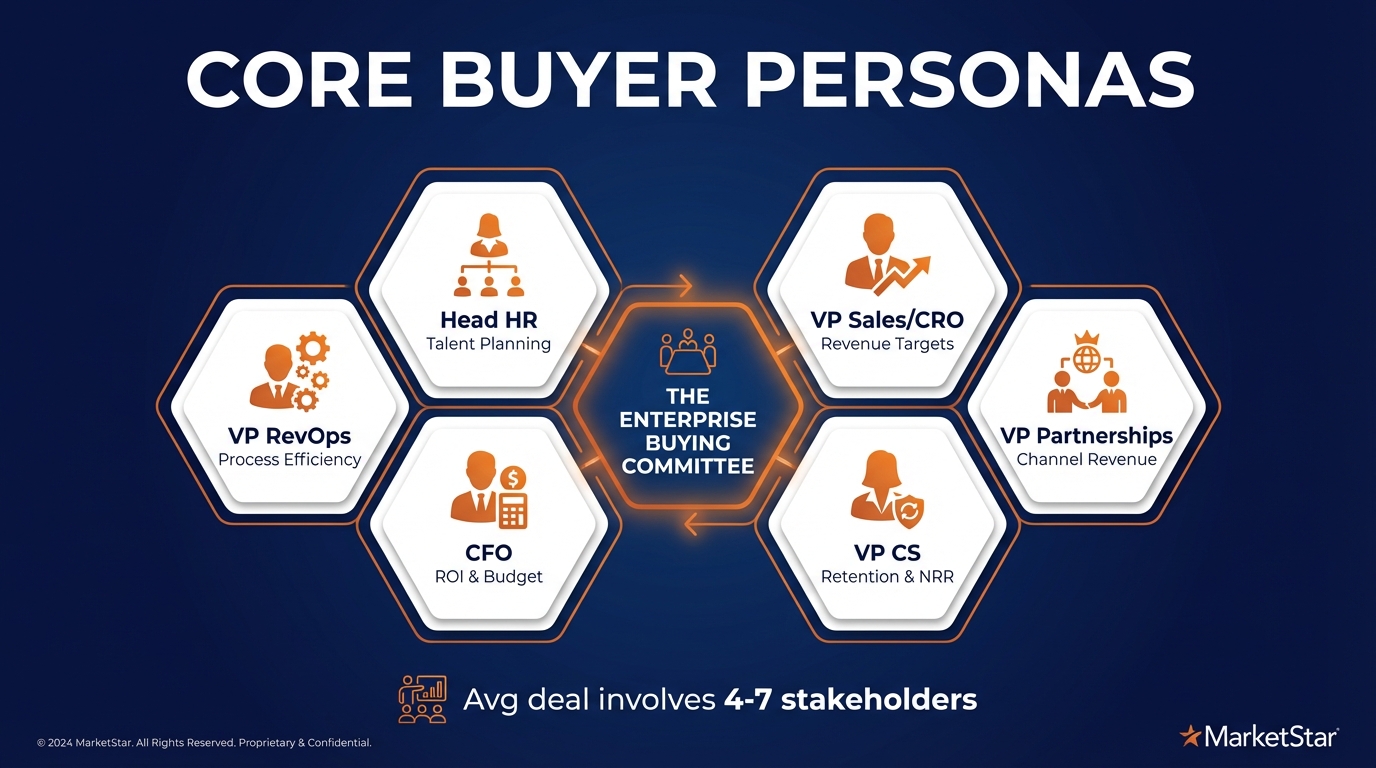 CORE BUYER PERSONAS
Head HR
Talent Planning
VP Sales/CRO
Revenue Targets
VP RevOps
Process Efficiency
THE
ENTERPRISE
BUYING
COMMITTEE
VP Partnerships
Channel Revenue
$
CFO
ROI & Budget
VP CS
Retention & NRR
Avg deal involves 4-7 stakeholders
© 2024 MarketStar. All Rights Reserved. Proprietary & Confidential.
MarketStar